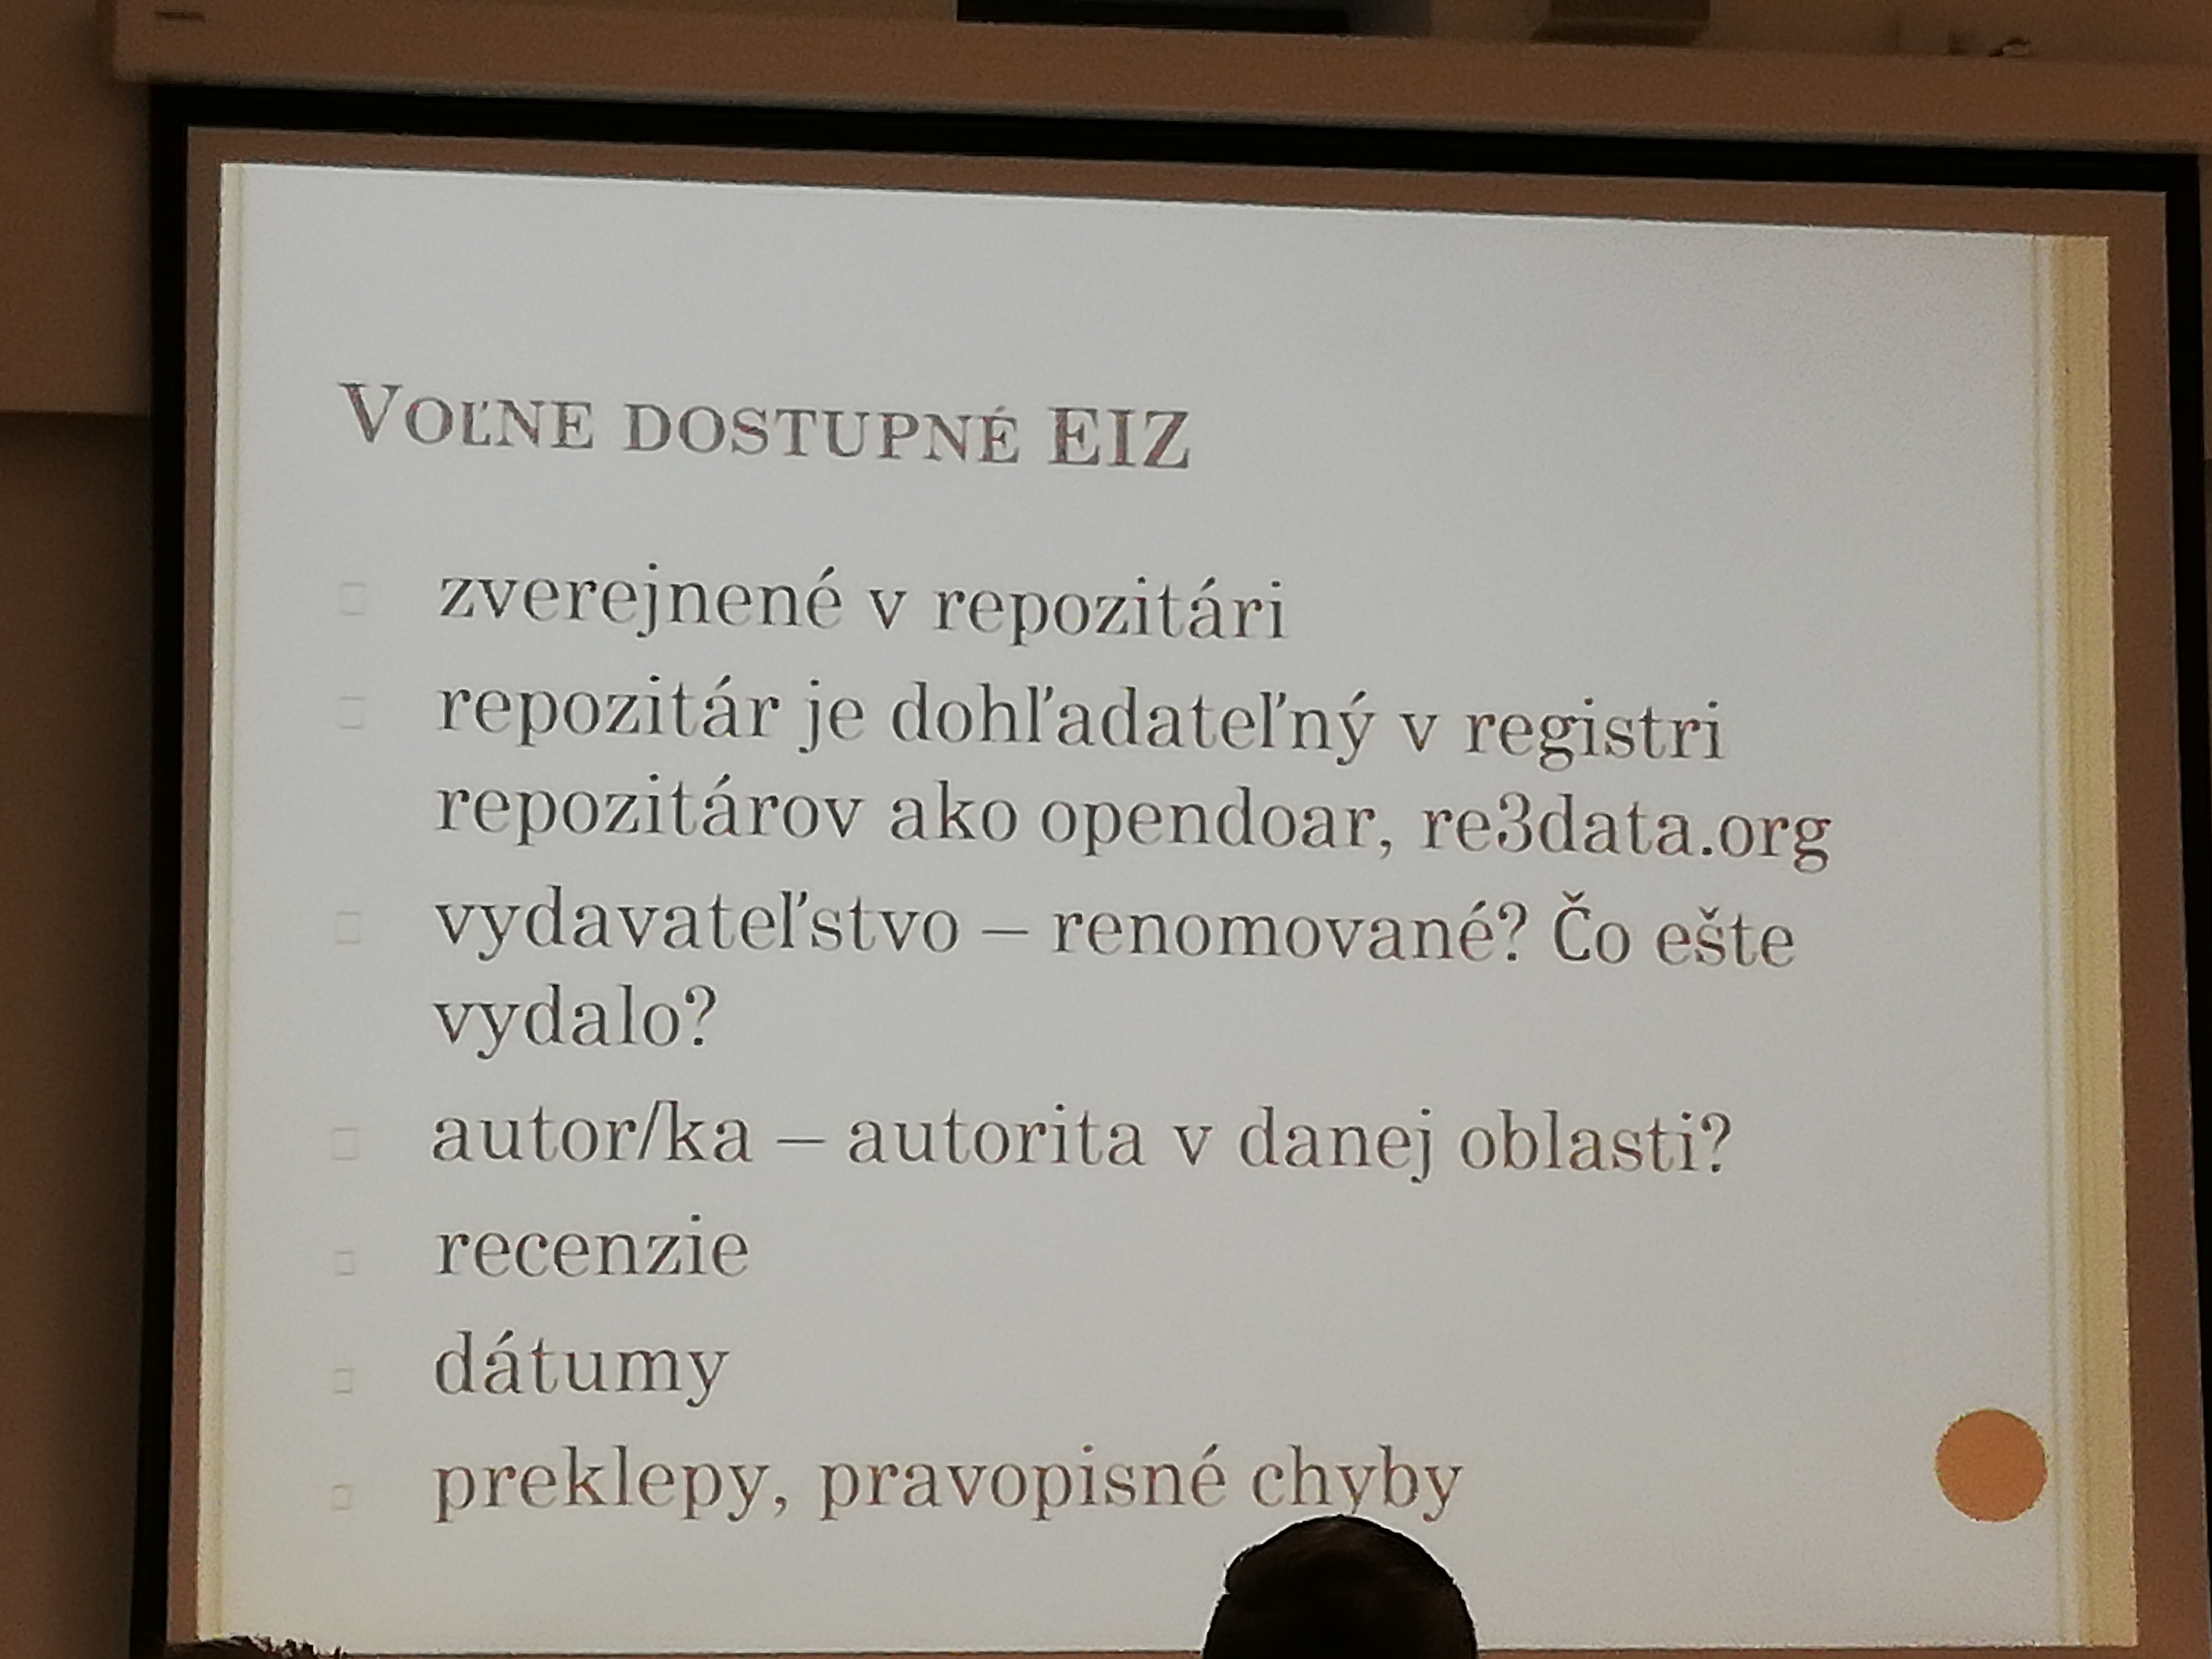 Voľne dostupné EIZ
zverejnené v repozitári
repozitár je dohľadateľný v registri
repozitárov ako opendoar, re3data.org
vydavateľstvo – renomované? Čo ešte
vydalo?
autor/ka – autorita v danej oblasti?
recenzie
dátumy
preklepy, pravopisné chyby